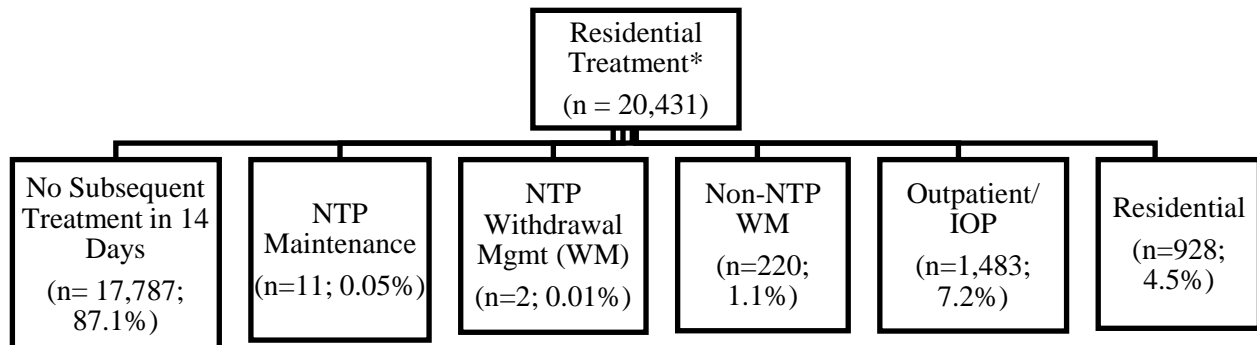 Residential
Treatment*
(n = 20,431)
No Subsequent
Treatment in 14
Days
(n= 17,787;
87.1%)
NTP
Maintenance
(n=11; 0.05%)
NTP
Withdrawal
Mgmt (WM)
(n=2; 0.01%)
Non-NTP
WM
(n=220;
1.1%)
Outpatient/
IOP
(n=1,483;
7.2%)
Residential
(n=928;
4.5%)